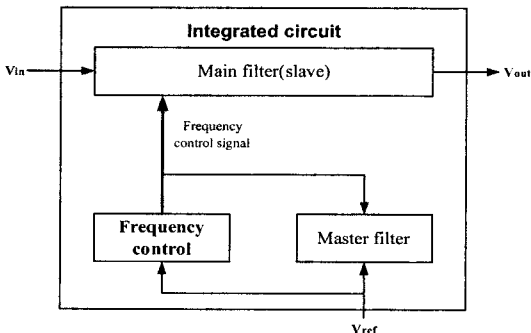 Integrated circuit
Vin
Main filter(slave)
Vout
Frequency
control signal
Frequency
control
Master filter
Vref